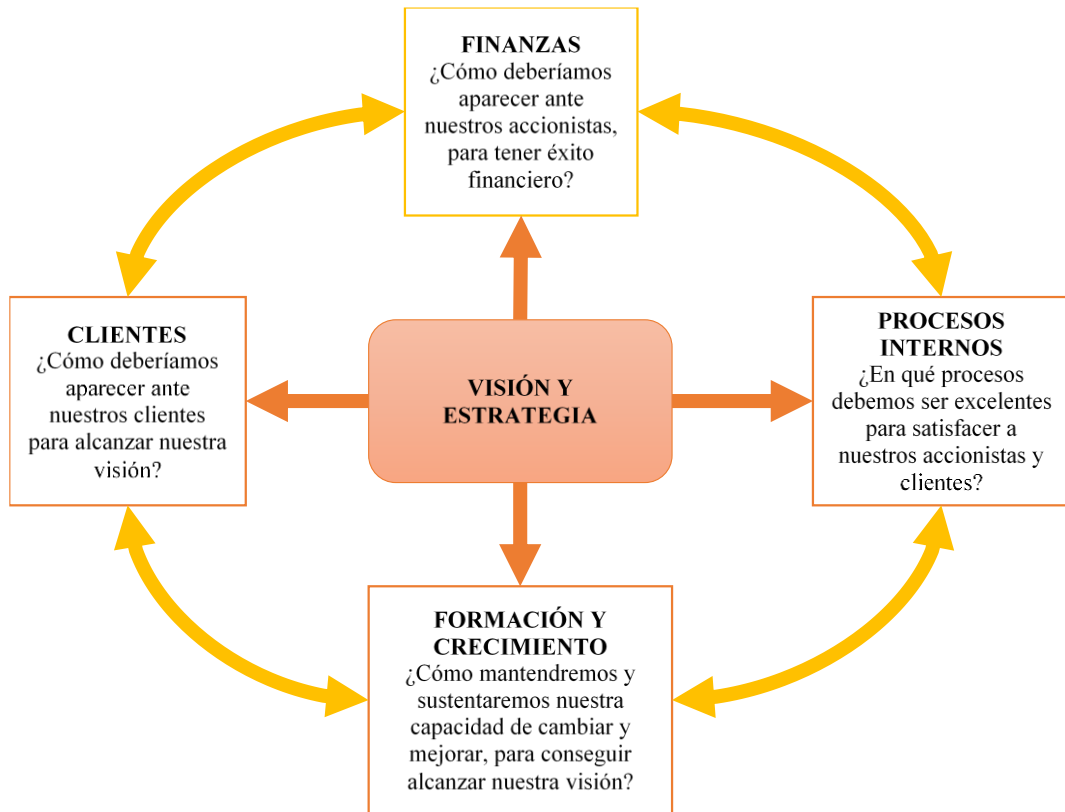 FINANZAS
¿Cómo deberíamos
aparecer ante
nuestros accionistas,
para tener éxito
financiero?
CLIENTES
¿Cómo deberíamos
aparecer ante
nuestros clientes
para alcanzar nuestra
visión?
VISIÓN Y
ESTRATEGIA
PROCESOS
INTERNOS
¿En qué procesos
debemos ser excelentes
para satisfacer a
nuestros accionistas y
clientes?
FORMACIÓN Y
CRECIMIENTO
¿Cómo mantendremos y
sustentaremos nuestra
capacidad de cambiar y
mejorar, para conseguir
alcanzar nuestra visión?